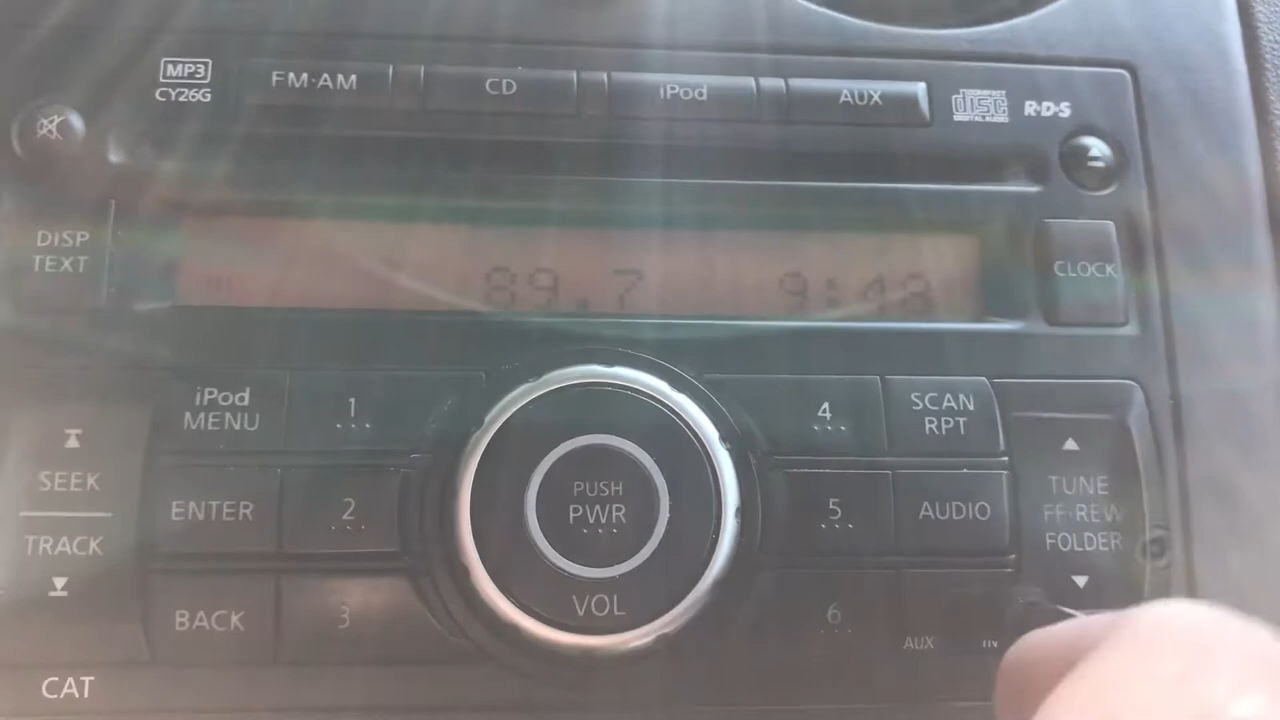 MP3
CY26G
FM·AM
CD
iPod
AUX
COMPACT
disc
DIGITAL AUDIO
R·D·S
DISP
TEXT
89.7
9:48
CLOCK
iPod
MENU
1
4
SCAN
RPT
SEEK
TRACK
ENTER
2
PUSH
PWR
VOL
5
AUDIO
TUNE
FF·REW
FOLDER
BACK
3
6
AUX IN
CAT